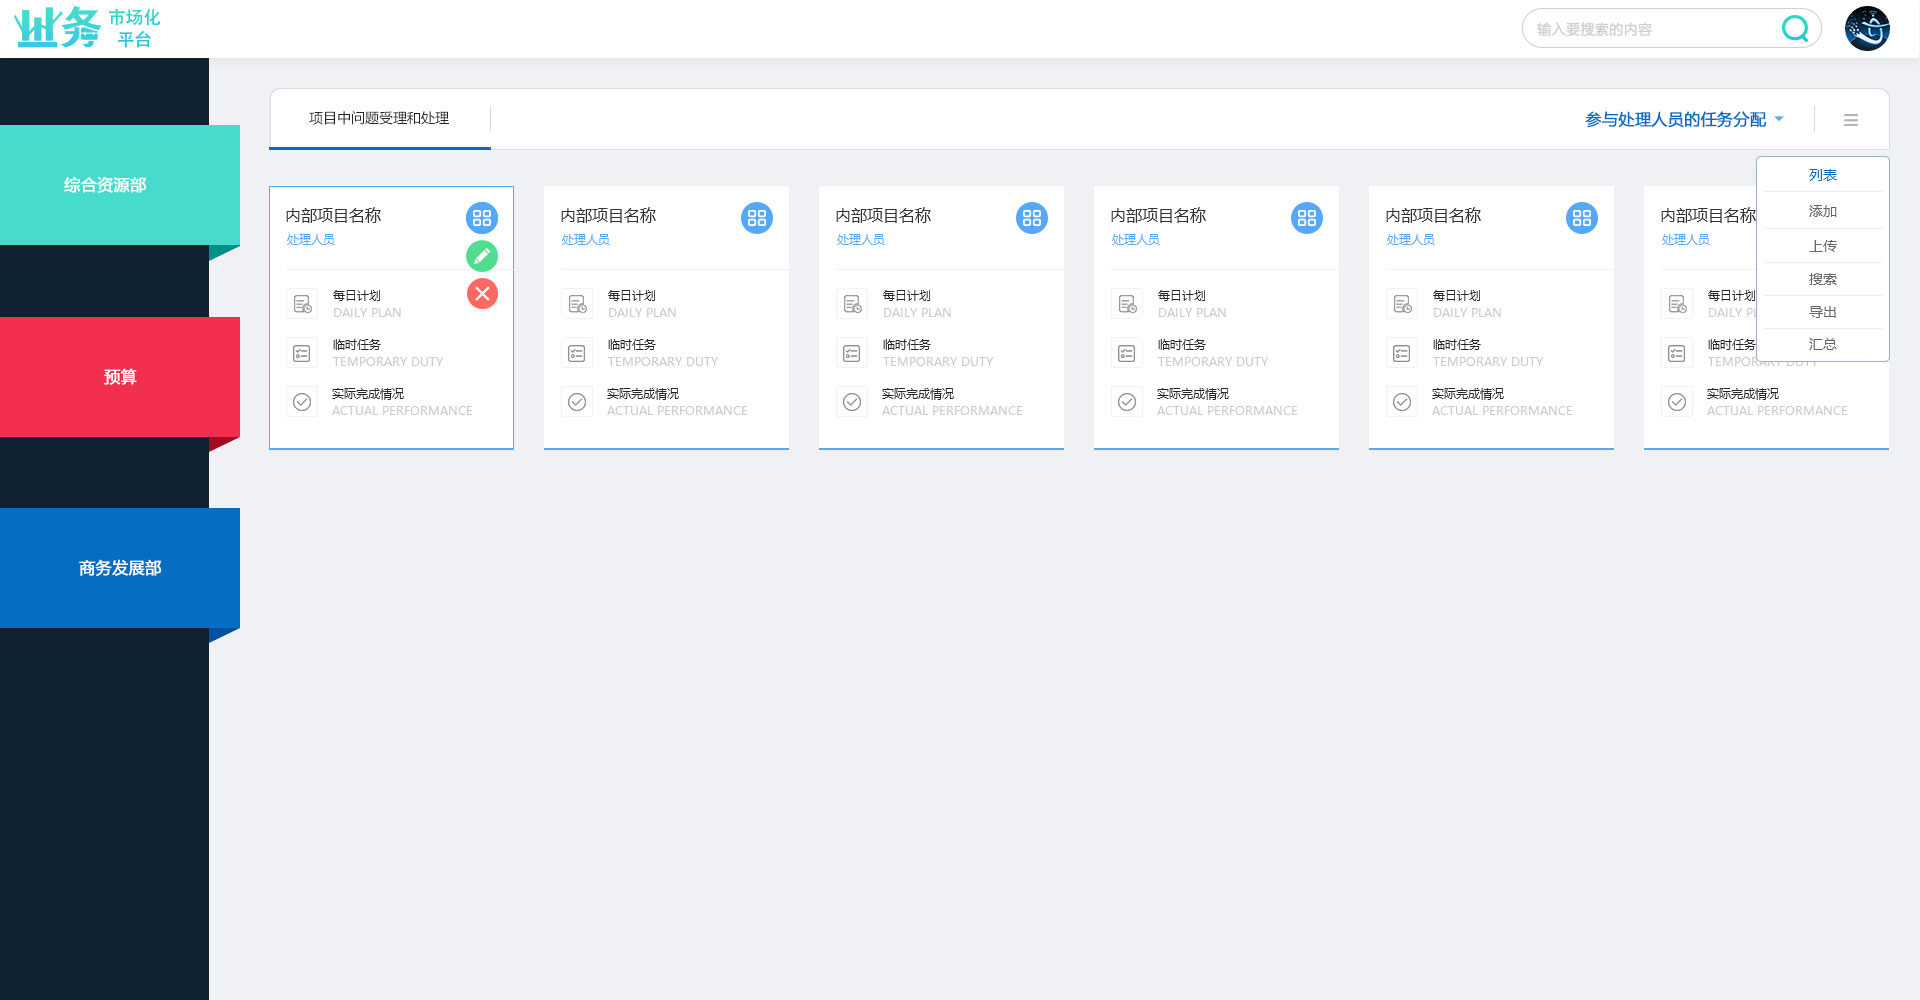 业务 市场化
平台
输入要搜索的内容
综合资源部
预算
商务发展部
项目中问题受理和处理
参与处理人员的任务分配
列表
添加
上传
搜索
导出
汇总
内部项目名称
处理人员
每日计划
DAILY PLAN
临时任务
TEMPORARY DUTY
实际完成情况
ACTUAL PERFORMANCE
内部项目名称
处理人员
每日计划
DAILY PLAN
临时任务
TEMPORARY DUTY
实际完成情况
ACTUAL PERFORMANCE
内部项目名称
处理人员
每日计划
DAILY PLAN
临时任务
TEMPORARY DUTY
实际完成情况
ACTUAL PERFORMANCE
内部项目名称
处理人员
每日计划
DAILY PLAN
临时任务
TEMPORARY DUTY
实际完成情况
ACTUAL PERFORMANCE
内部项目名称
处理人员
每日计划
DAILY PLAN
临时任务
TEMPORARY DUTY
实际完成情况
ACTUAL PERFORMANCE
内部项目名称
处理人员
每日计划
DAILY PL
临时任务
TEMPORARY DUTY
实际完成情况
ACTUAL PERFORMANCE